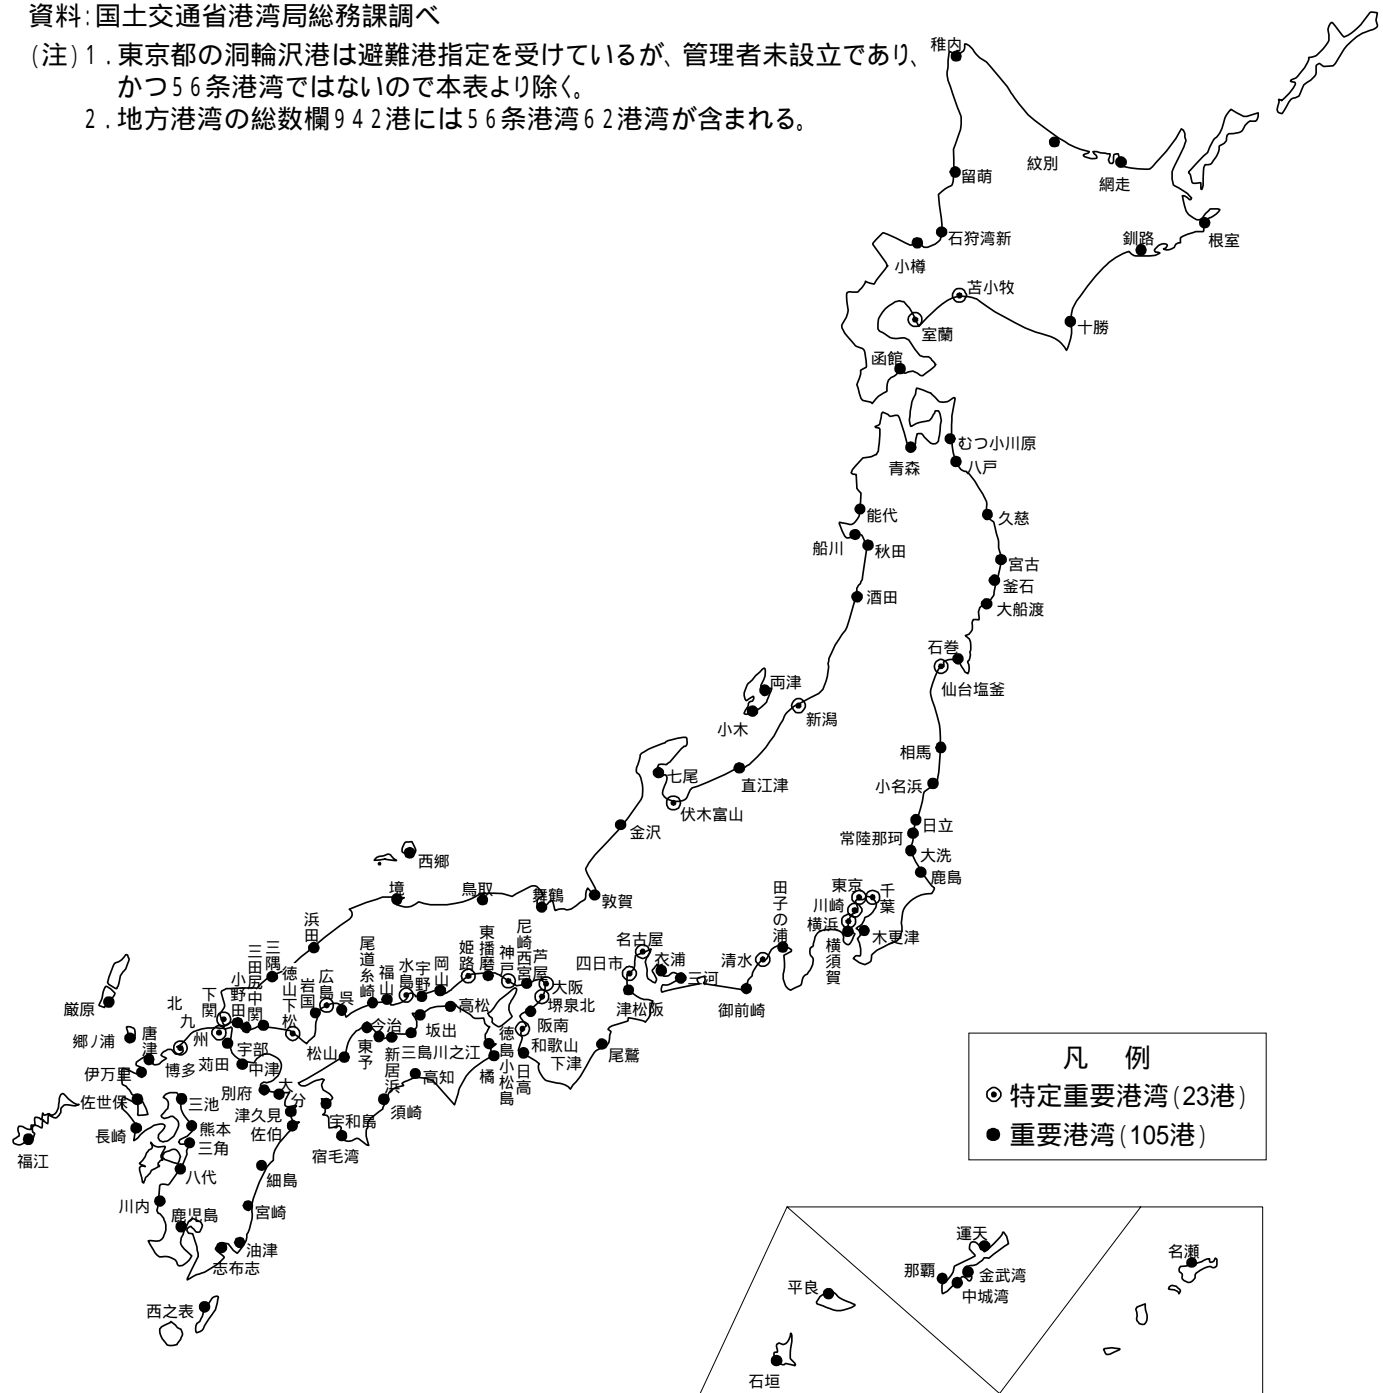 資料:国土交通省港湾局総務課調べ
(注)1.東京都の洞輪沢港は避難港指定を受けているが、管理者未設立であり、
かつ56条港湾ではないので本表より除く。
2.地方港湾の総数欄942港には56条港湾62港湾が含まれる。
稚内
紋別
網走
留萌
根室
釧路
石狩湾新
小樽
苫小牧
室蘭
十勝
函館
むつ小川原
青森
八戸
能代
久慈
船川
秋田
宮古
釜石
酒田
大船渡
石巻
仙台塩釜
両津
小木
新潟
相馬
七尾
直江津
小名浜
伏木富山
金沢
日立
常陸那珂
大洗
鹿島
西郷
境
鳥取
舞鶴
敦賀
東京
千葉
川崎
横浜
横須賀
木更津
田子の浦
清水
御前崎
名古屋
四日市
衣浦
三河
津松阪
浜田
三隅
三田尻中関
小野田
下関
北九州
徳山下松
岩国
広島
呉
尾道糸崎
福山
水島
宇野
岡山
姫路
東播磨
神戸
尼崎西宮芦屋
大阪
堺泉北
阪南
和歌山
下津
日高
尾鷲
高松
坂出
今治
東予
新居浜
三島川之江
松山
徳島小松島
橘
高知
須崎
宇和島
宿毛湾
厳原
郷ノ浦
唐津
博多
苅田
宇部
中津
伊万里
別府
大分
佐世保
三池
津久見
佐伯
長崎
熊本
三角
福江
八代
細島
川内
宮崎
鹿児島
油津
志布志
西之表
凡 例
特定重要港湾(23港)
重要港湾(105港)
運天
那覇
金武湾
中城湾
名瀬
平良
石垣